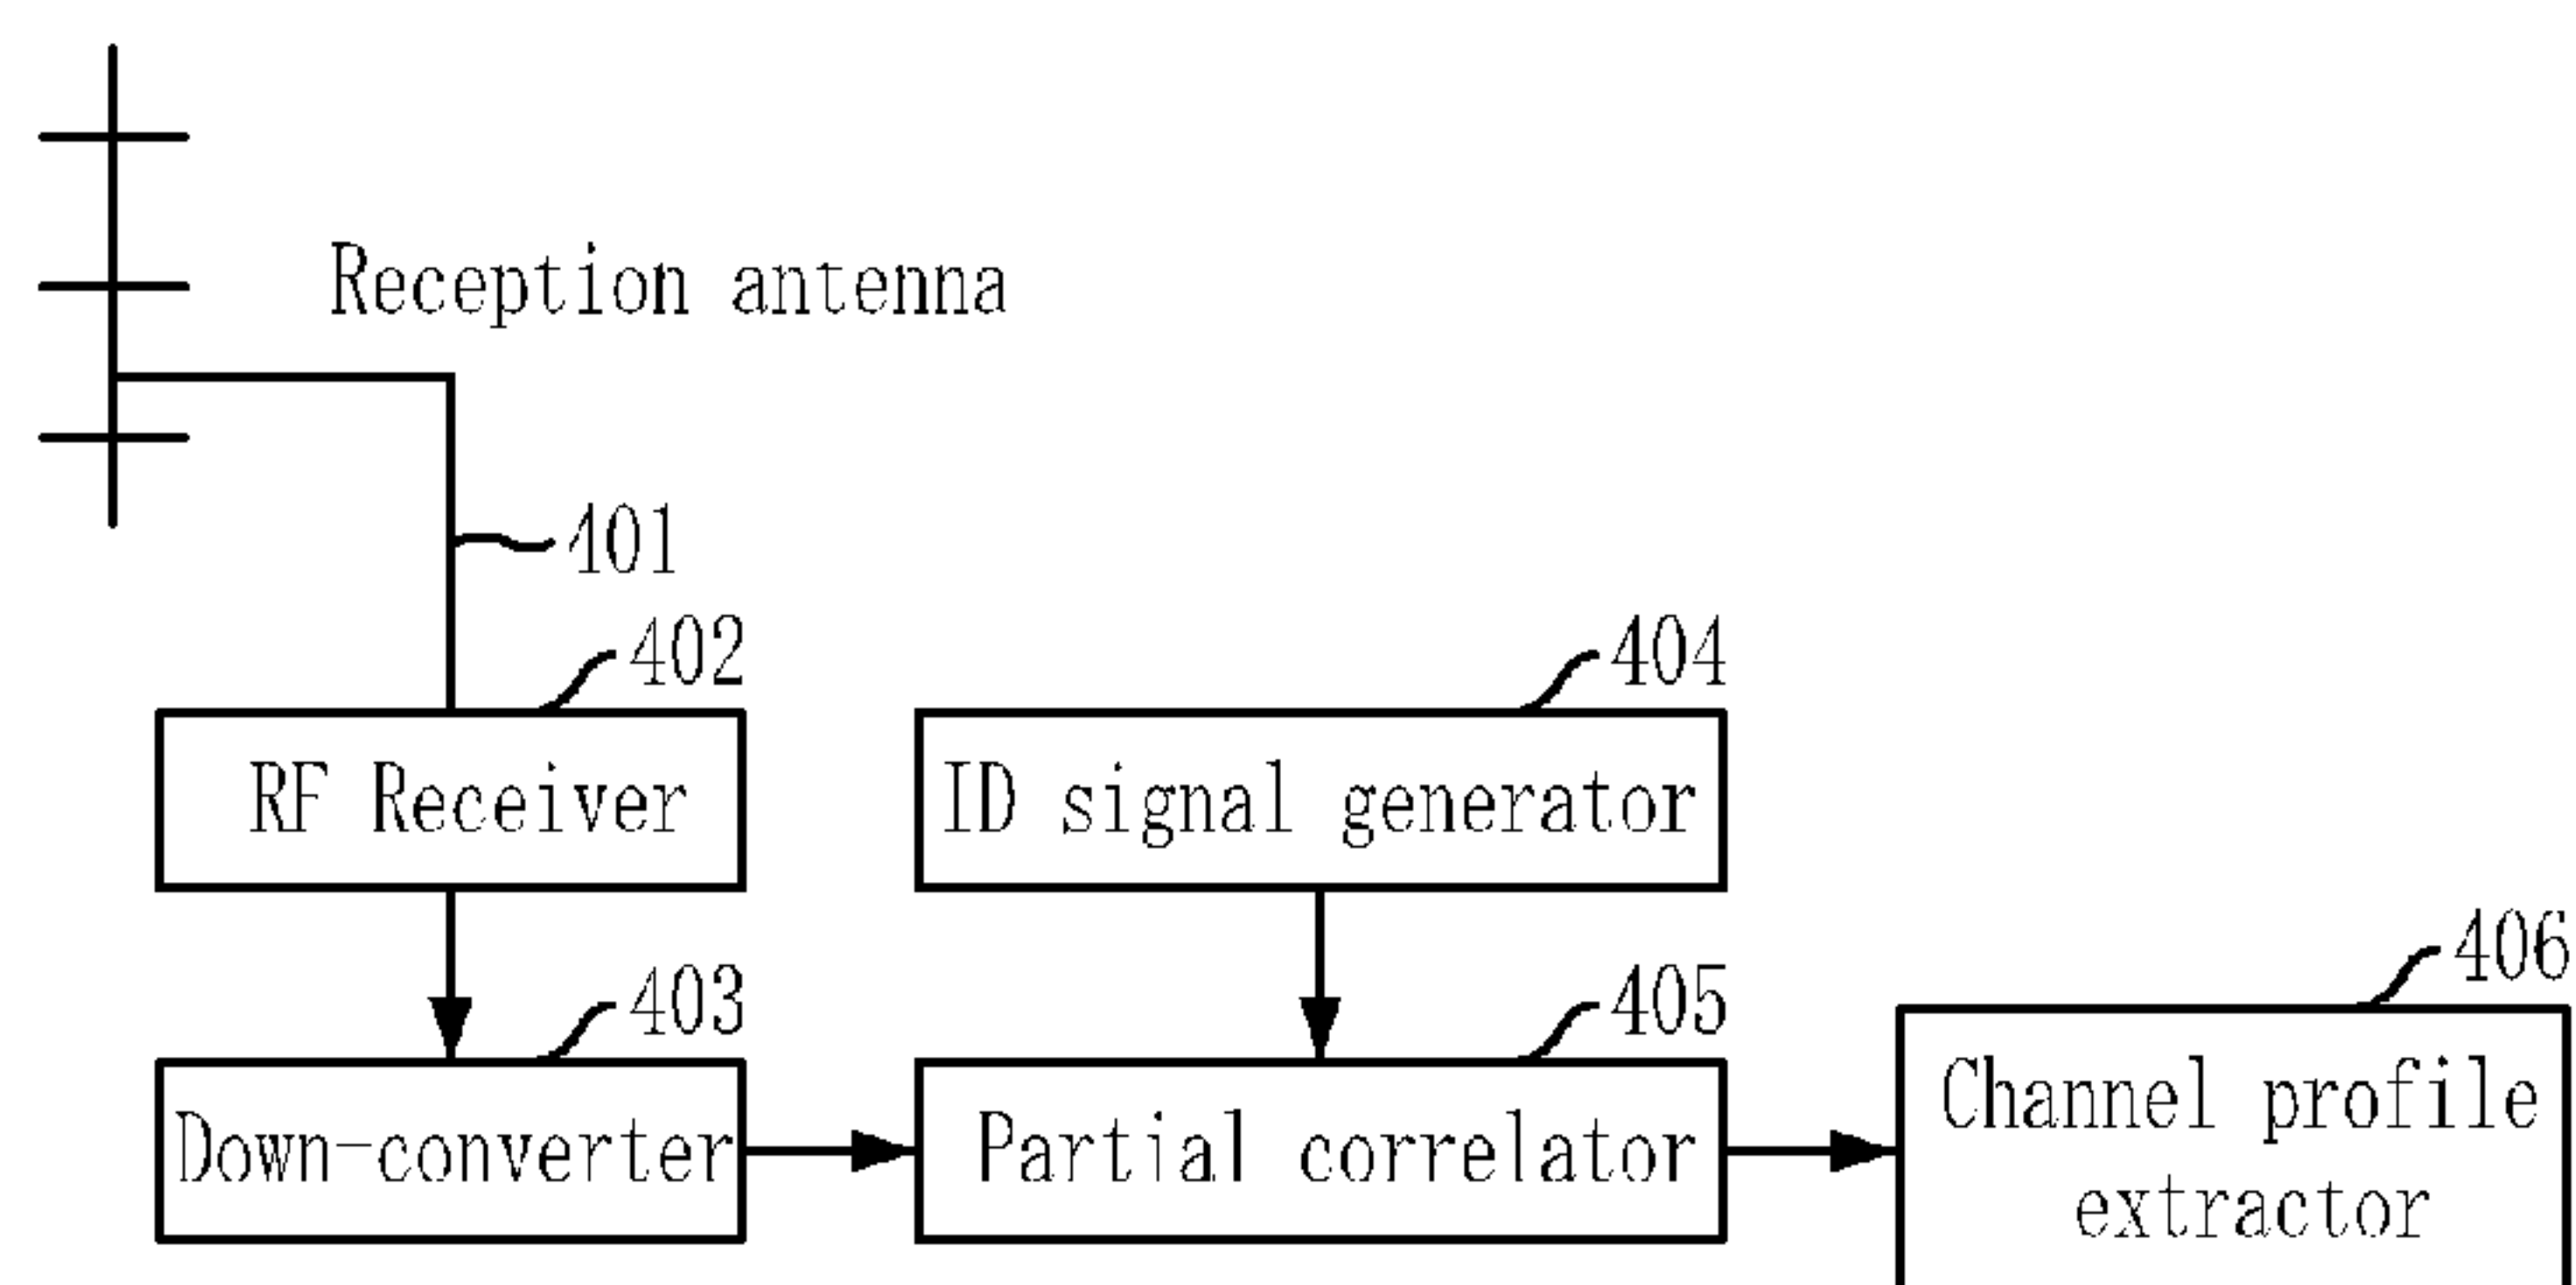 Reception antenna
401
402
404
RF Receiver
ID signal generator
403
405
406
Down-converter
Partial correlator
Channel profile
extractor